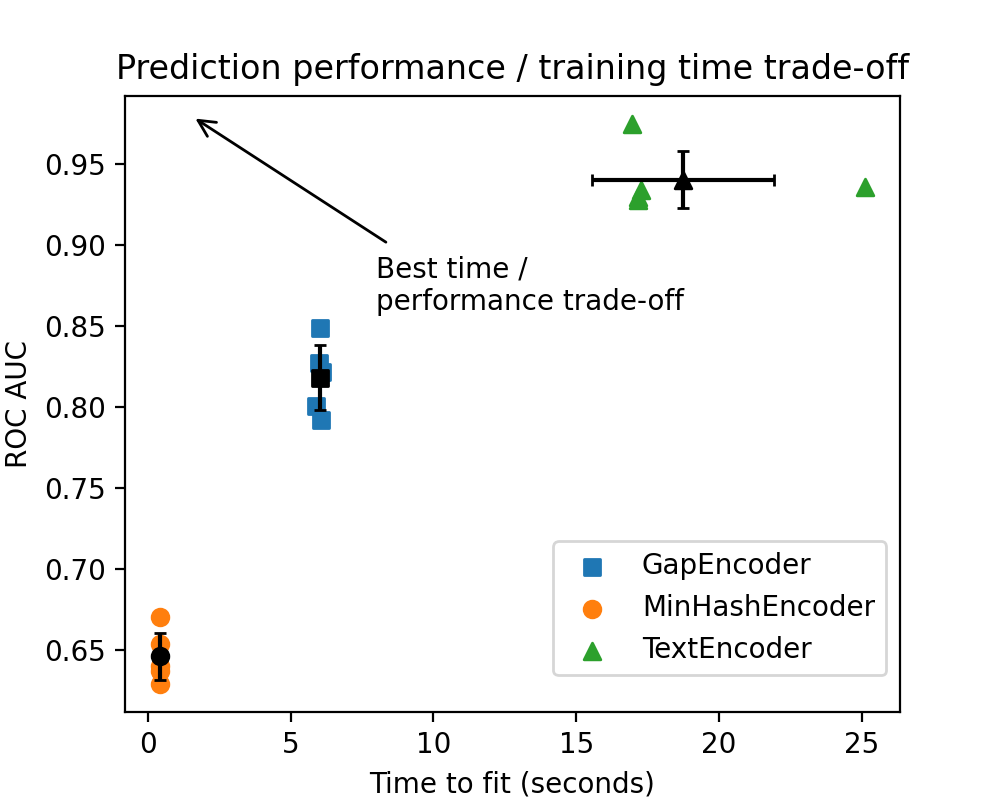 Prediction performance / training time trade-off
ROC AUC
0.95
0.90
0.85
0.80
0.75
0.70
0.65
Best time /
performance trade-off
GapEncoder
MinHashEncoder
TextEncoder
0 5 10 15 20 25
Time to fit (seconds)